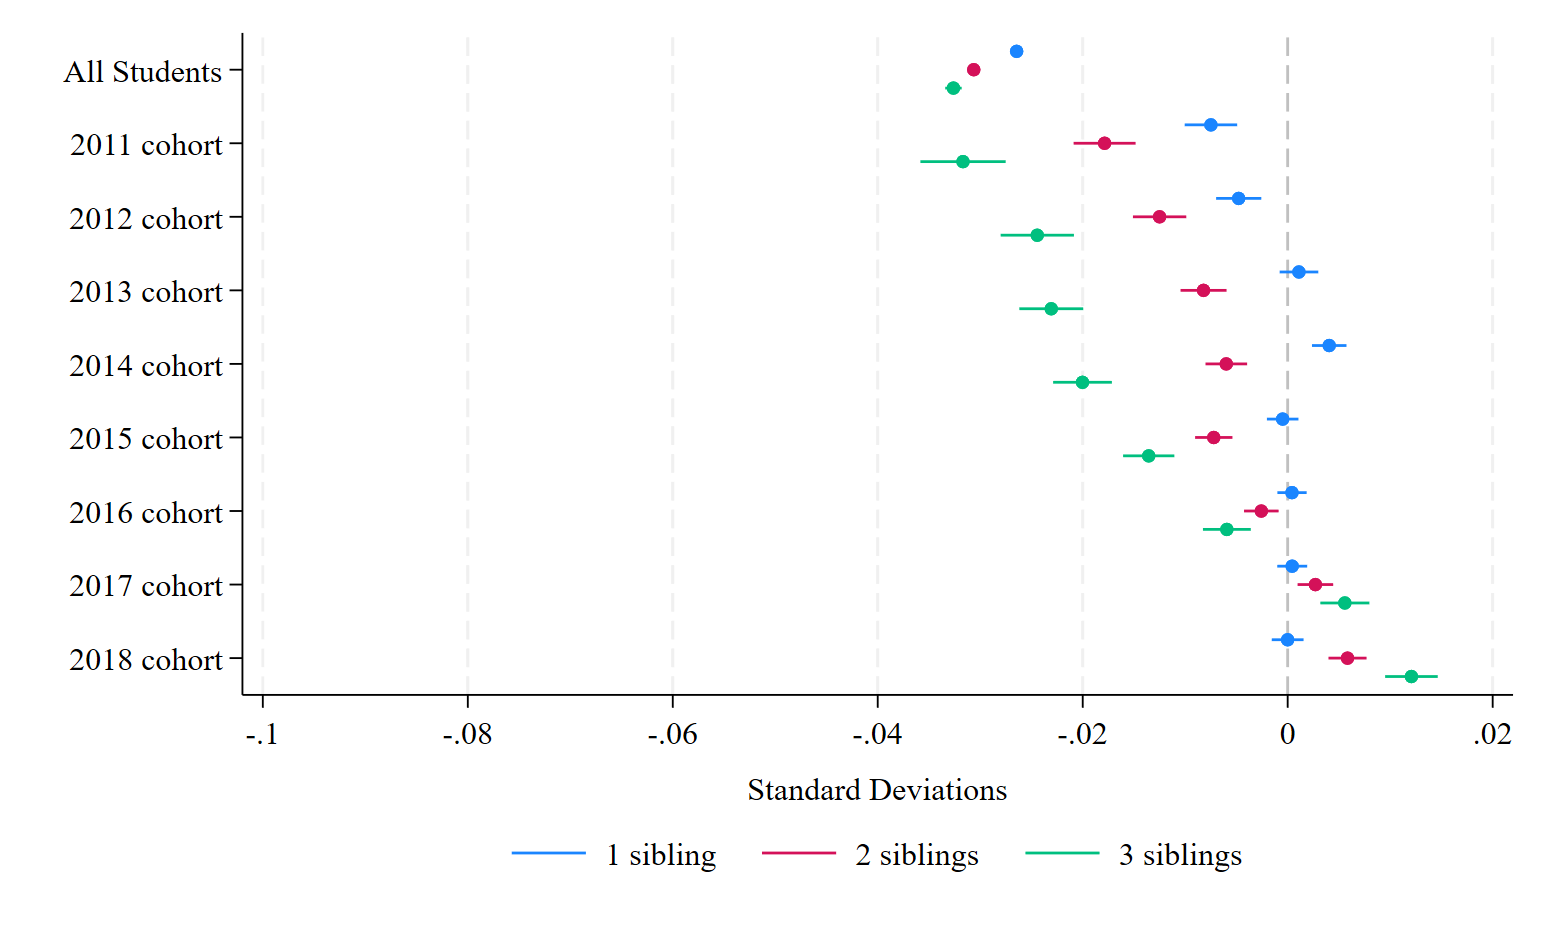 All Students
2011 cohort
2012 cohort
2013 cohort
2014 cohort
2015 cohort
2016 cohort
2017 cohort
2018 cohort
-.1 -.08 -.06 -.04 -.02 0 .02
Standard Deviations
1 sibling 2 siblings 3 siblings